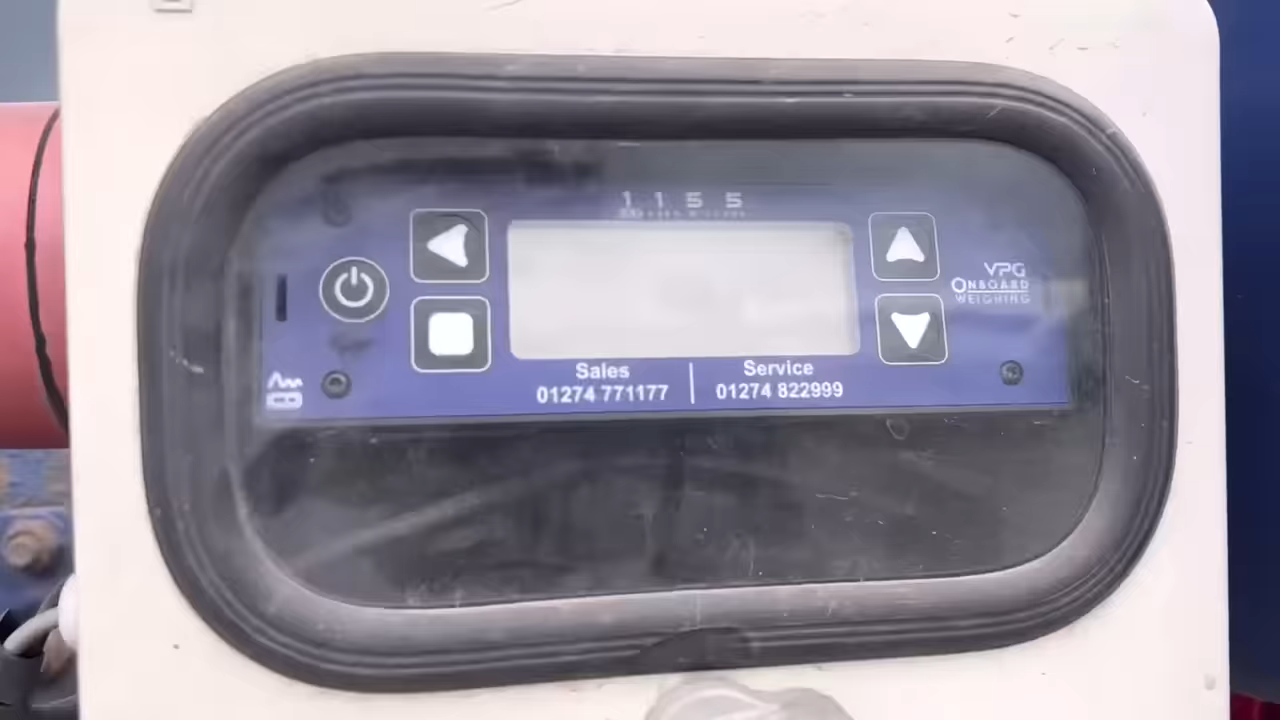 1155
VPG
ONBOARD
WEIGHING
Sales
01274 771177
Service
01274 822999